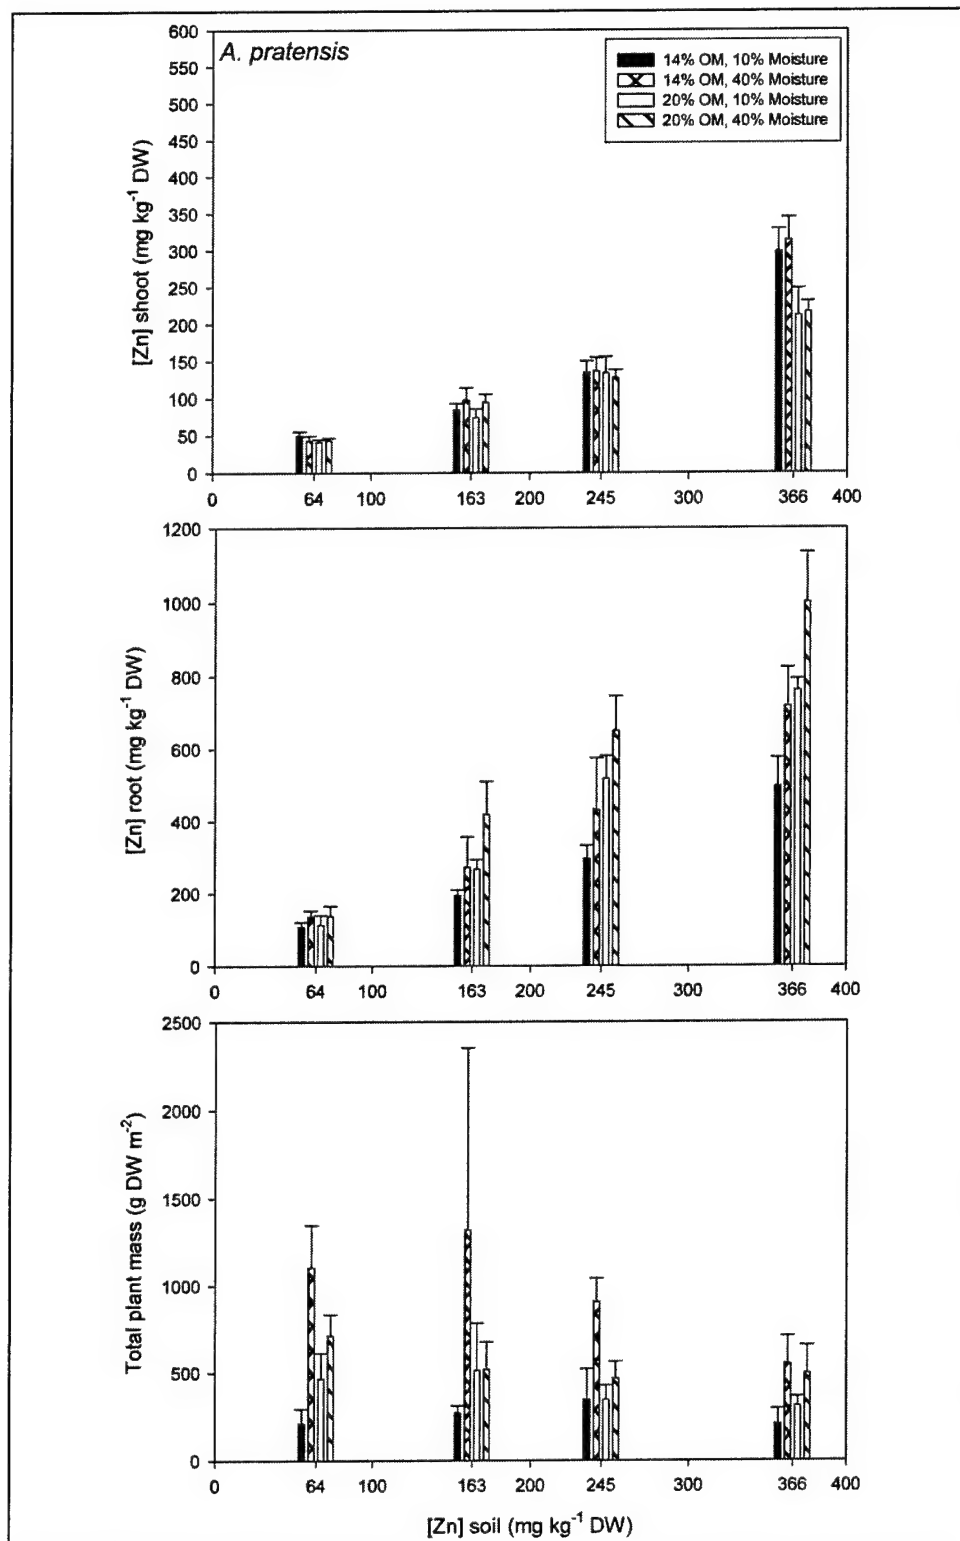 A. pratensis
14% OM, 10% Moisture
14% OM, 40% Moisture
20% OM, 10% Moisture
20% OM, 40% Moisture
[Zn] shoot (mg kg⁻¹ DW)
600
550
500
450
400
350
300
250
200
150
100
50
0
0 64 100 163 200 245 300 366 400
[Zn] root (mg kg⁻¹ DW)
1200
1000
800
600
400
200
0
0 64 100 163 200 245 300 366 400
Total plant mass (g DW m⁻²)
2500
2000
1500
1000
500
0
0 64 100 163 200 245 300 366 400
[Zn] soil (mg kg⁻¹ DW)